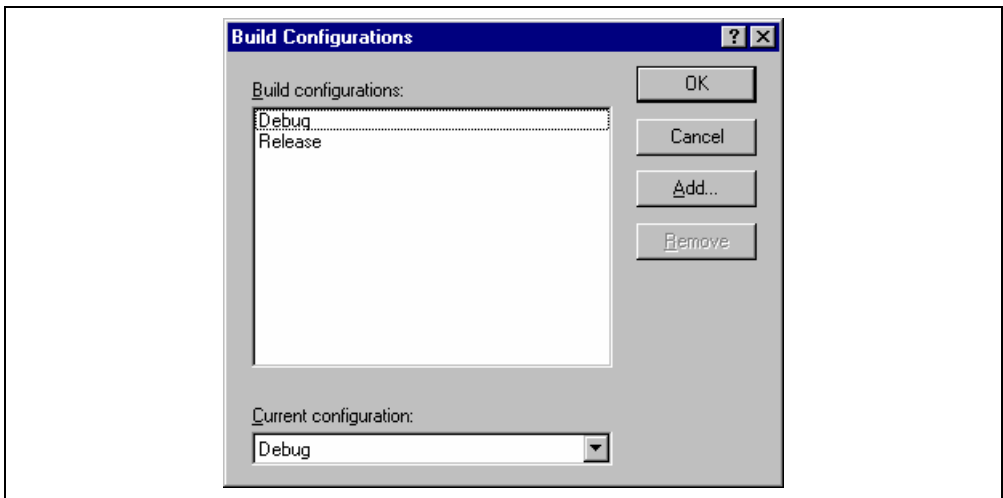 Build Configurations
Build configurations:
Debug
Release
OK
Cancel
Add...
Remove
Current configuration:
Debug